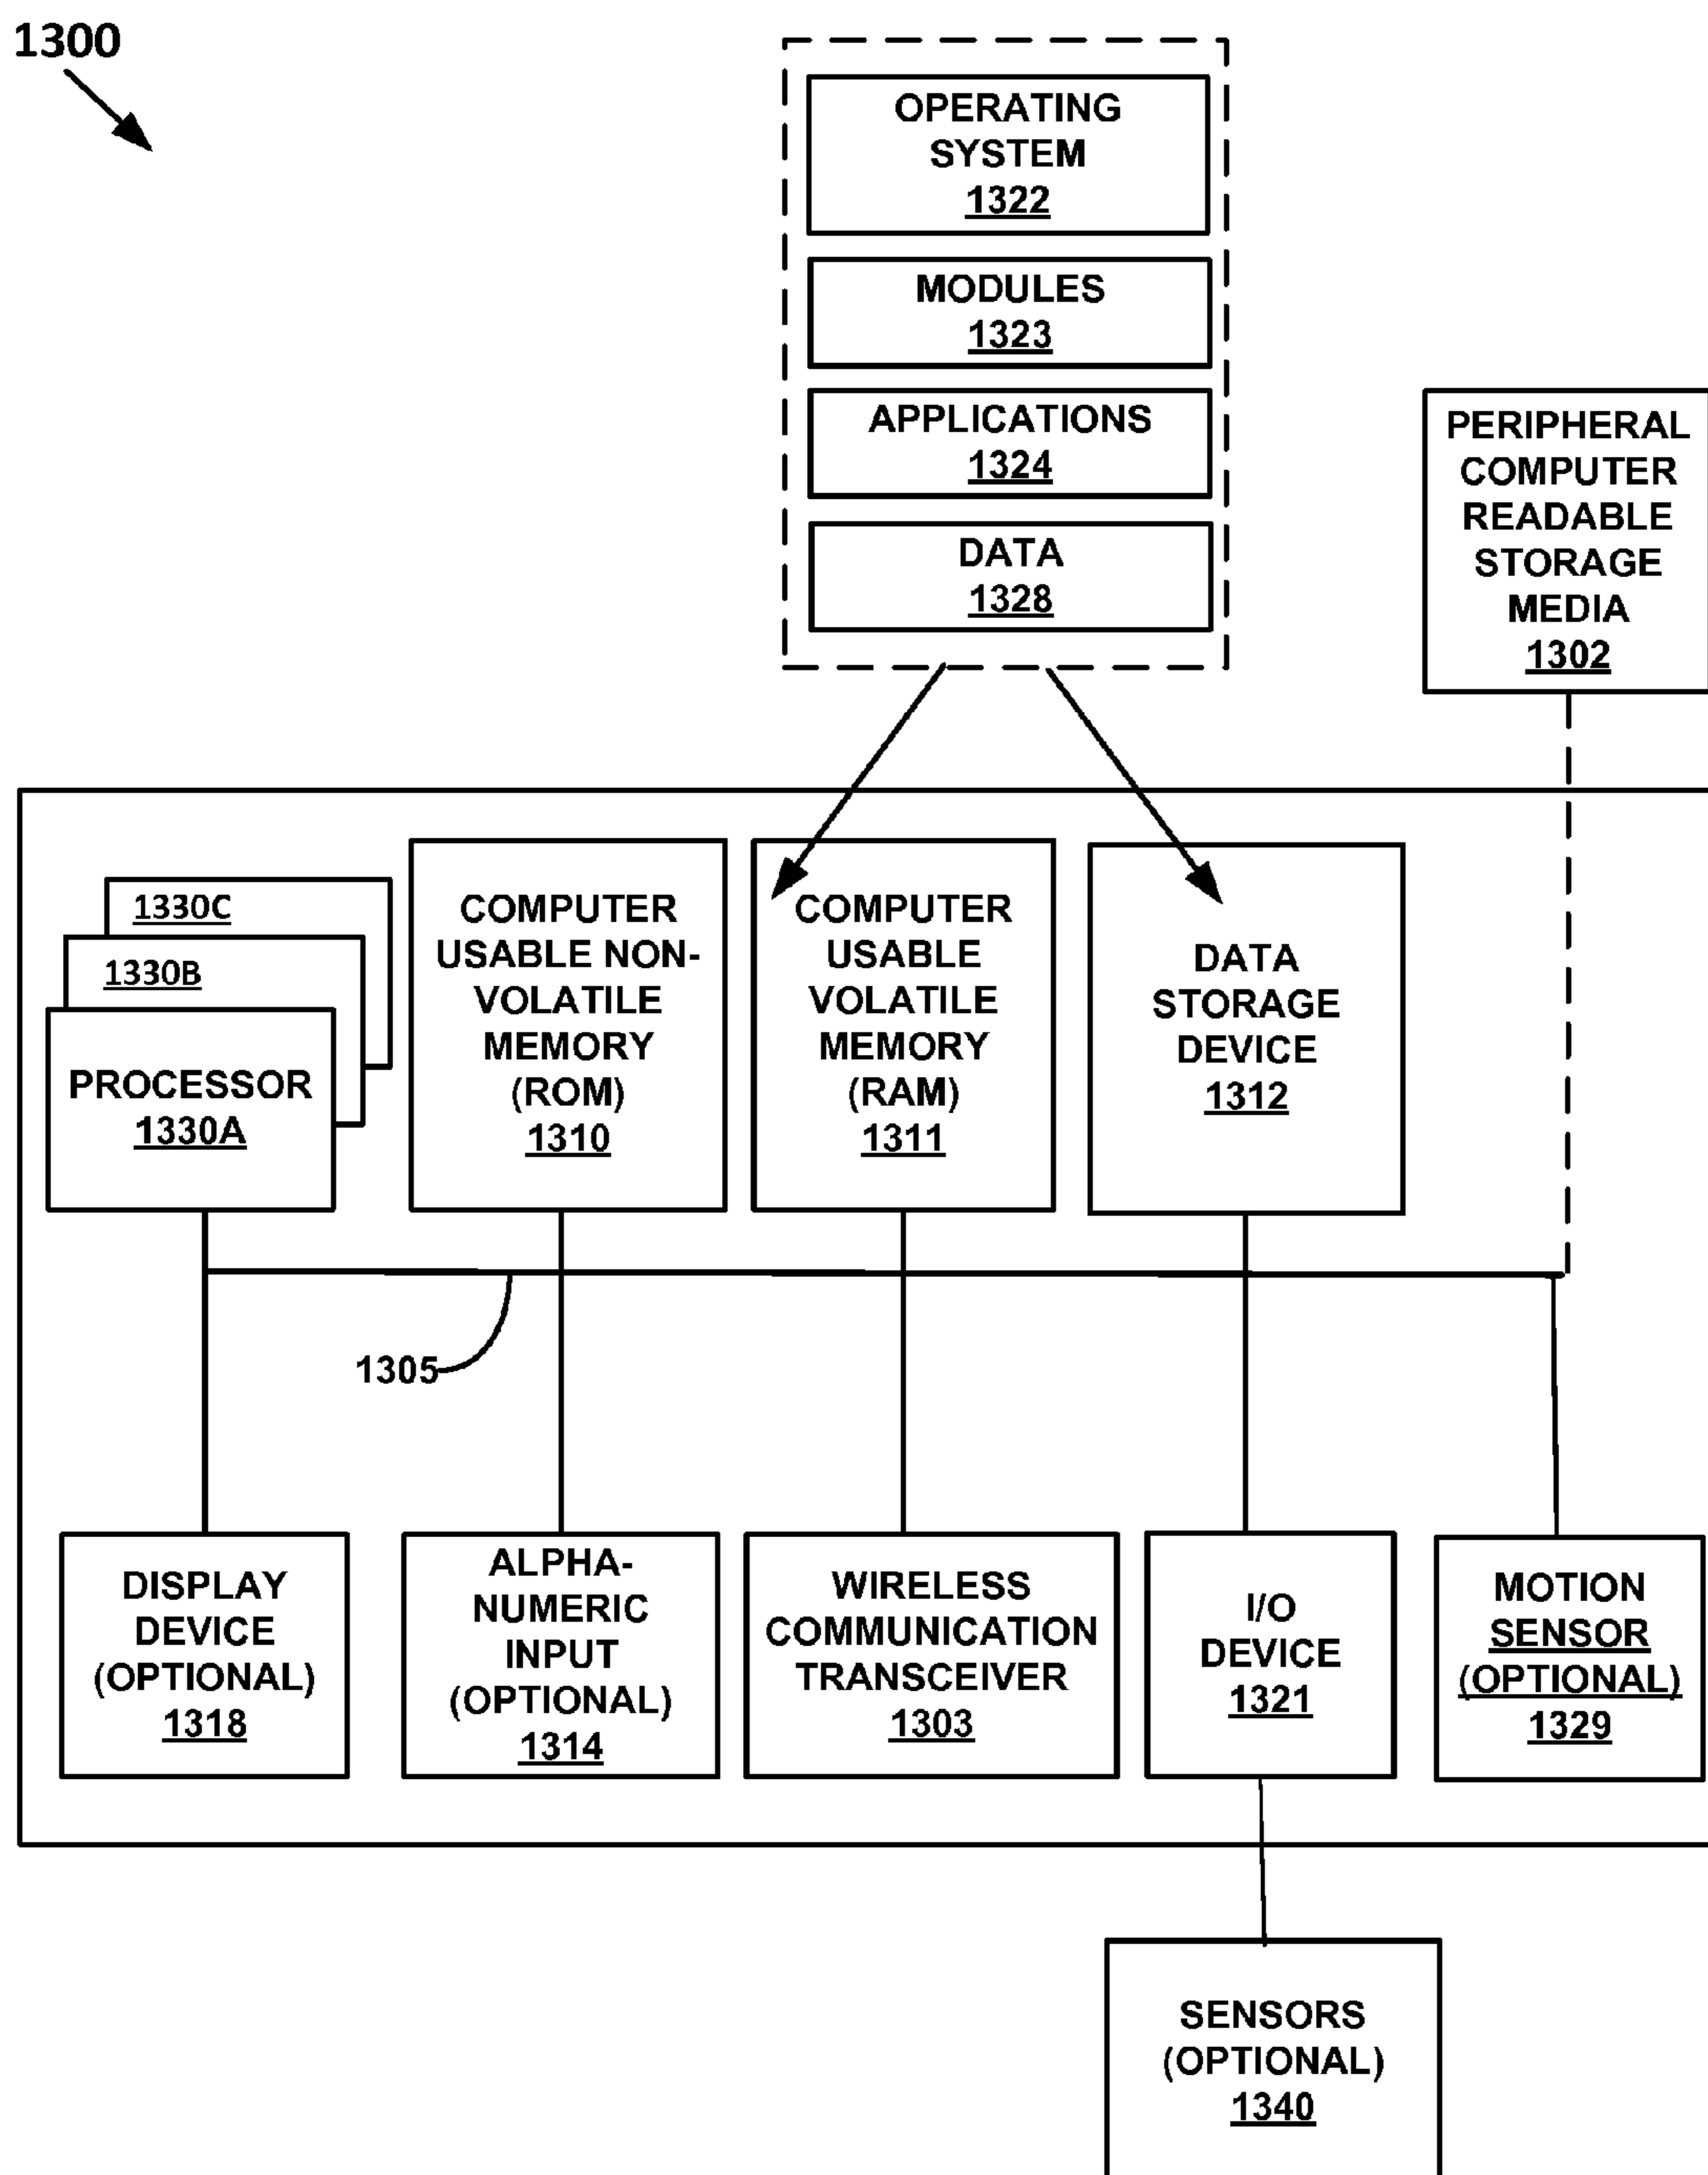 1300
OPERATING
SYSTEM
1322
MODULES
1323
APPLICATIONS
1324
DATA
1328
PERIPHERAL
COMPUTER
READABLE
STORAGE
MEDIA
1302
1330C
1330B
PROCESSOR
1330A
COMPUTER
USABLE NON-
VOLATILE
MEMORY
(ROM)
1310
COMPUTER
USABLE
VOLATILE
MEMORY
(RAM)
1311
DATA
STORAGE
DEVICE
1312
1305
DISPLAY
DEVICE
(OPTIONAL)
1318
ALPHA-
NUMERIC
INPUT
(OPTIONAL)
1314
WIRELESS
COMMUNICATION
TRANSCEIVER
1303
I/O
DEVICE
1321
MOTION
SENSOR
(OPTIONAL)
1329
SENSORS
(OPTIONAL)
1340